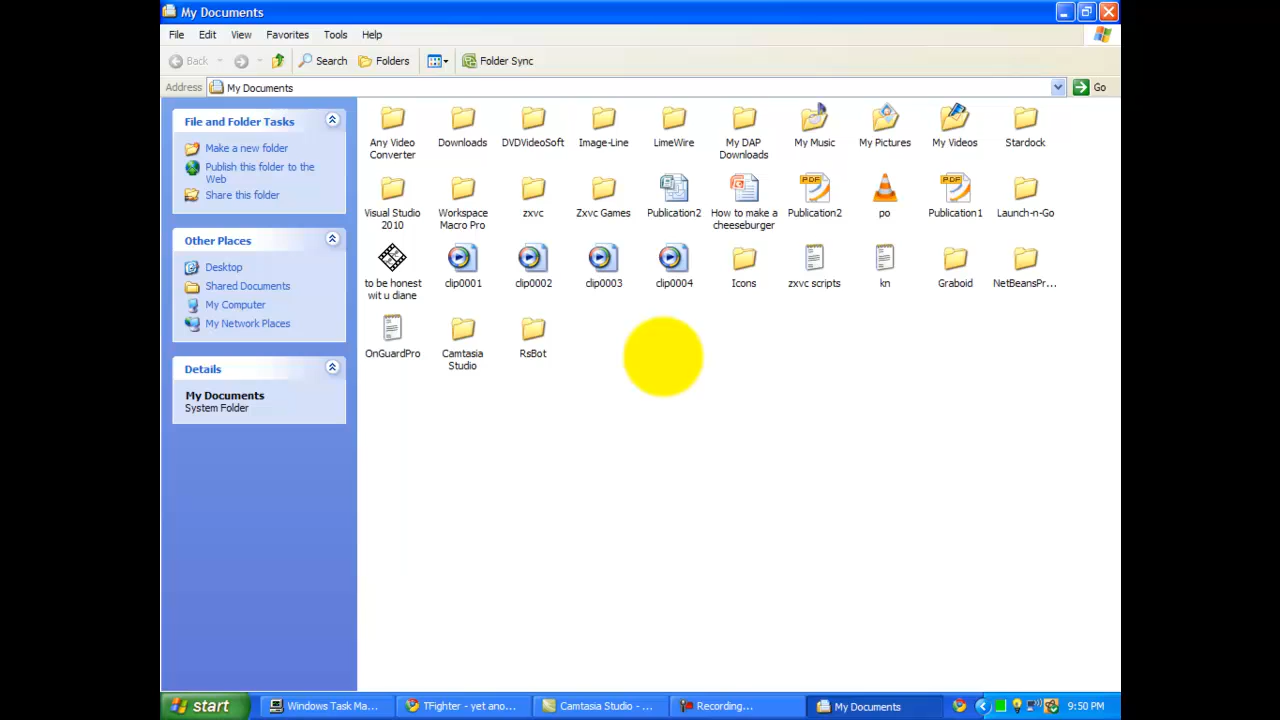 My Documents
File Edit View Favorites Tools Help
Back Search Folders Folder Sync
Address My Documents Go
File and Folder Tasks
Make a new folder
Publish this folder to the
Web
Share this folder
Other Places
Desktop
Shared Documents
My Computer
My Network Places
Details
My Documents
System Folder
Any Video
Converter
Downloads
DVDVideoSoft
Image-Line
LimeWire
My DAP
Downloads
My Music
My Pictures
My Videos
Stardock
Visual Studio
2010
Workspace
Macro Pro
zxvc
Zxvc Games
Publication2
How to make a
cheeseburger
PDF
Publication2
po
PDF
Publication1
Launch-n-Go
to be honest
wit u diane
clip0001
clip0002
clip0003
clip0004
Icons
zxvc scripts
kn
Graboid
NetBeansPr...
OnGuardPro
Camtasia
Studio
RsBot
start Windows Task Ma... TFighter - yet ano... Camtasia Studio - ... Recording... My Documents 9:50 PM